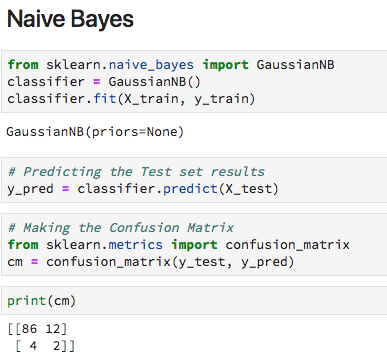 Naive Bayes
from sklearn.naive_bayes import GaussianNB
classifier = GaussianNB()
classifier.fit(X_train, y_train)
GaussianNB(priors=None)
# Predicting the Test set results
y_pred = classifier.predict(X_test)
# Making the Confusion Matrix
from sklearn.metrics import confusion_matrix
cm = confusion_matrix(y_test, y_pred)
print(cm)
[[86 12]
 [ 4  2]]